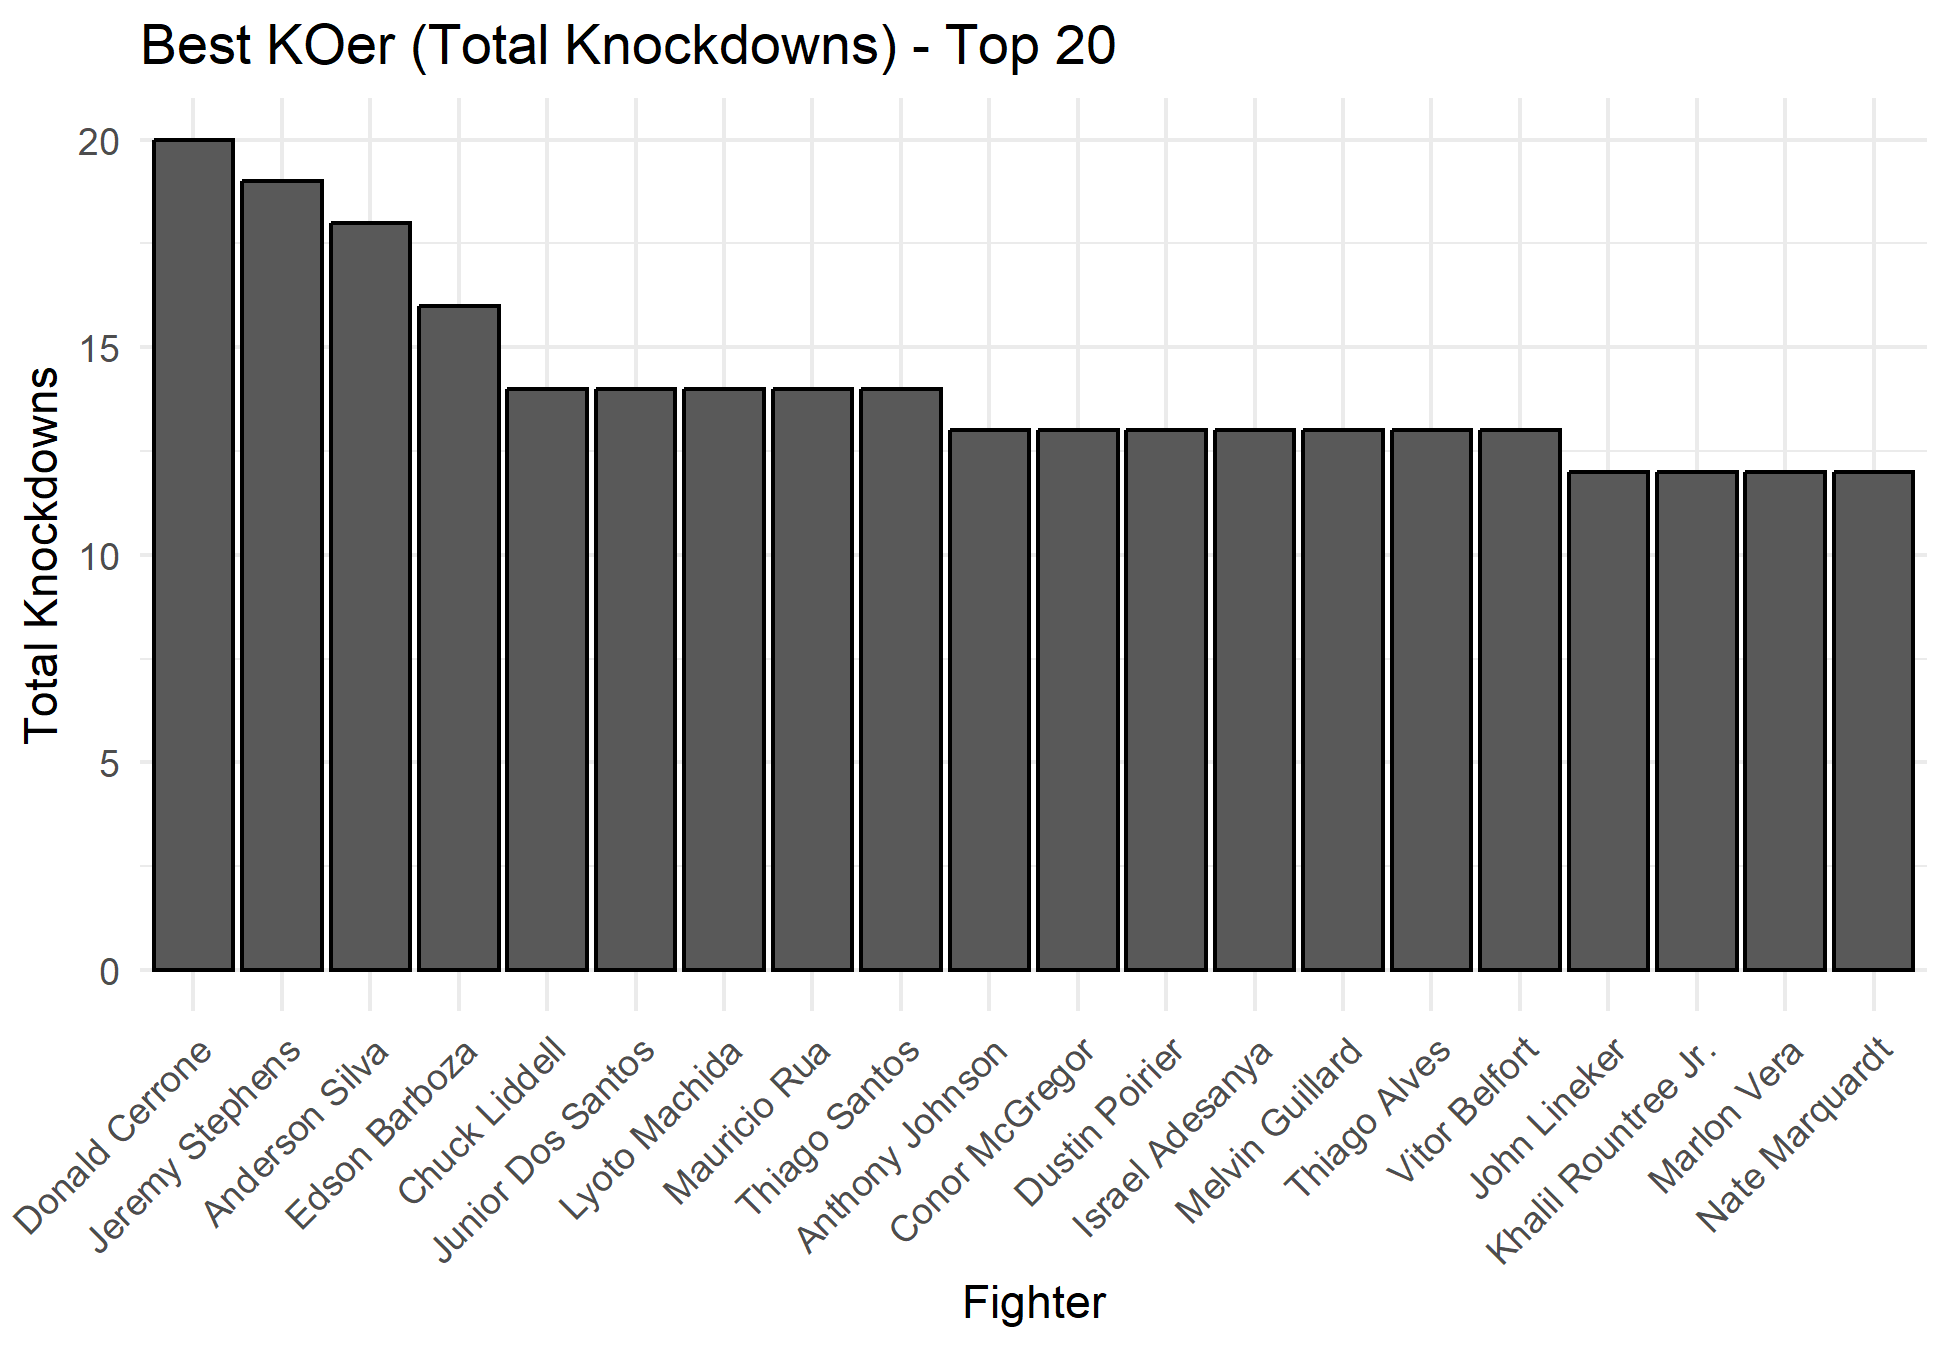 Best KOer (Total Knockdowns) - Top 20
Total Knockdowns
20
15
10
5
0
Donald Cerrone
Jeremy Stephens
Anderson Silva
Edson Barboza
Chuck Liddell
Junior Dos Santos
Lyoto Machida
Mauricio Rua
Thiago Santos
Anthony Johnson
Conor McGregor
Dustin Poirier
Israel Adesanya
Melvin Guillard
Thiago Alves
Vitor Belfort
John Lineker
Khalil Rountree Jr.
Marlon Vera
Nate Marquardt
Fighter